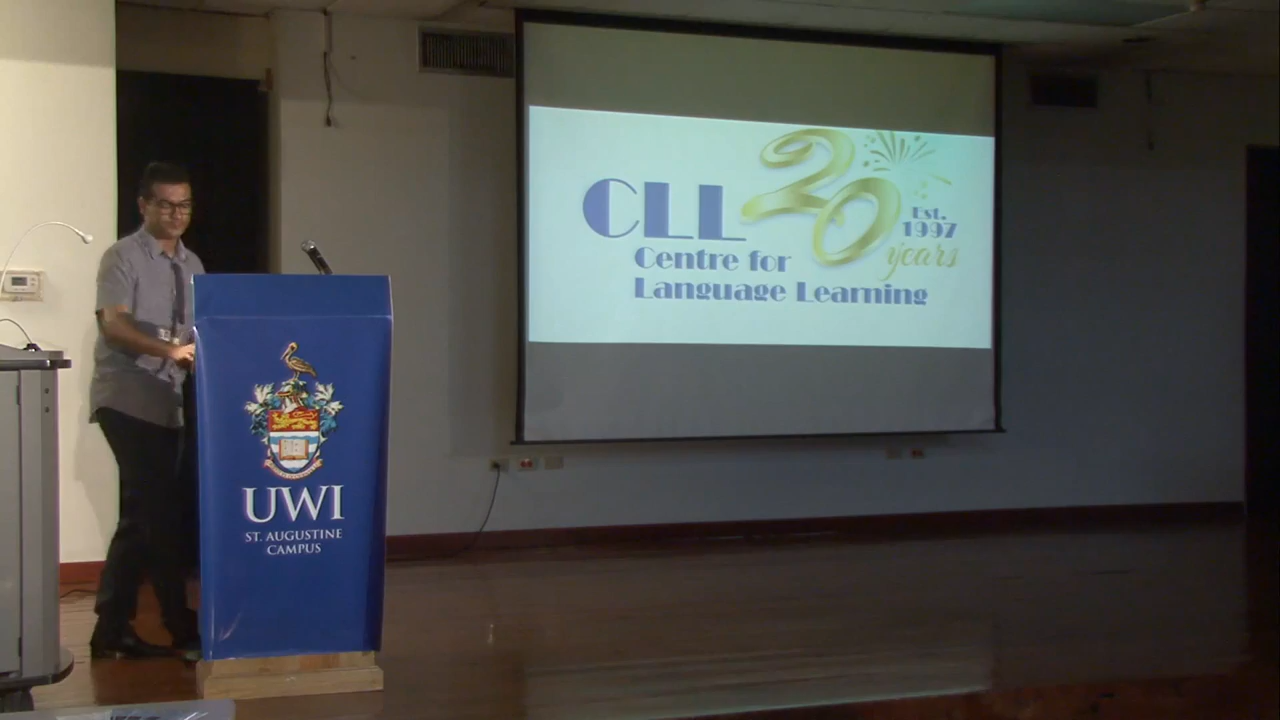 CLL 20
Est.
1997
years
Centre for
Language Learning
UWI
ST. AUGUSTINE
CAMPUS